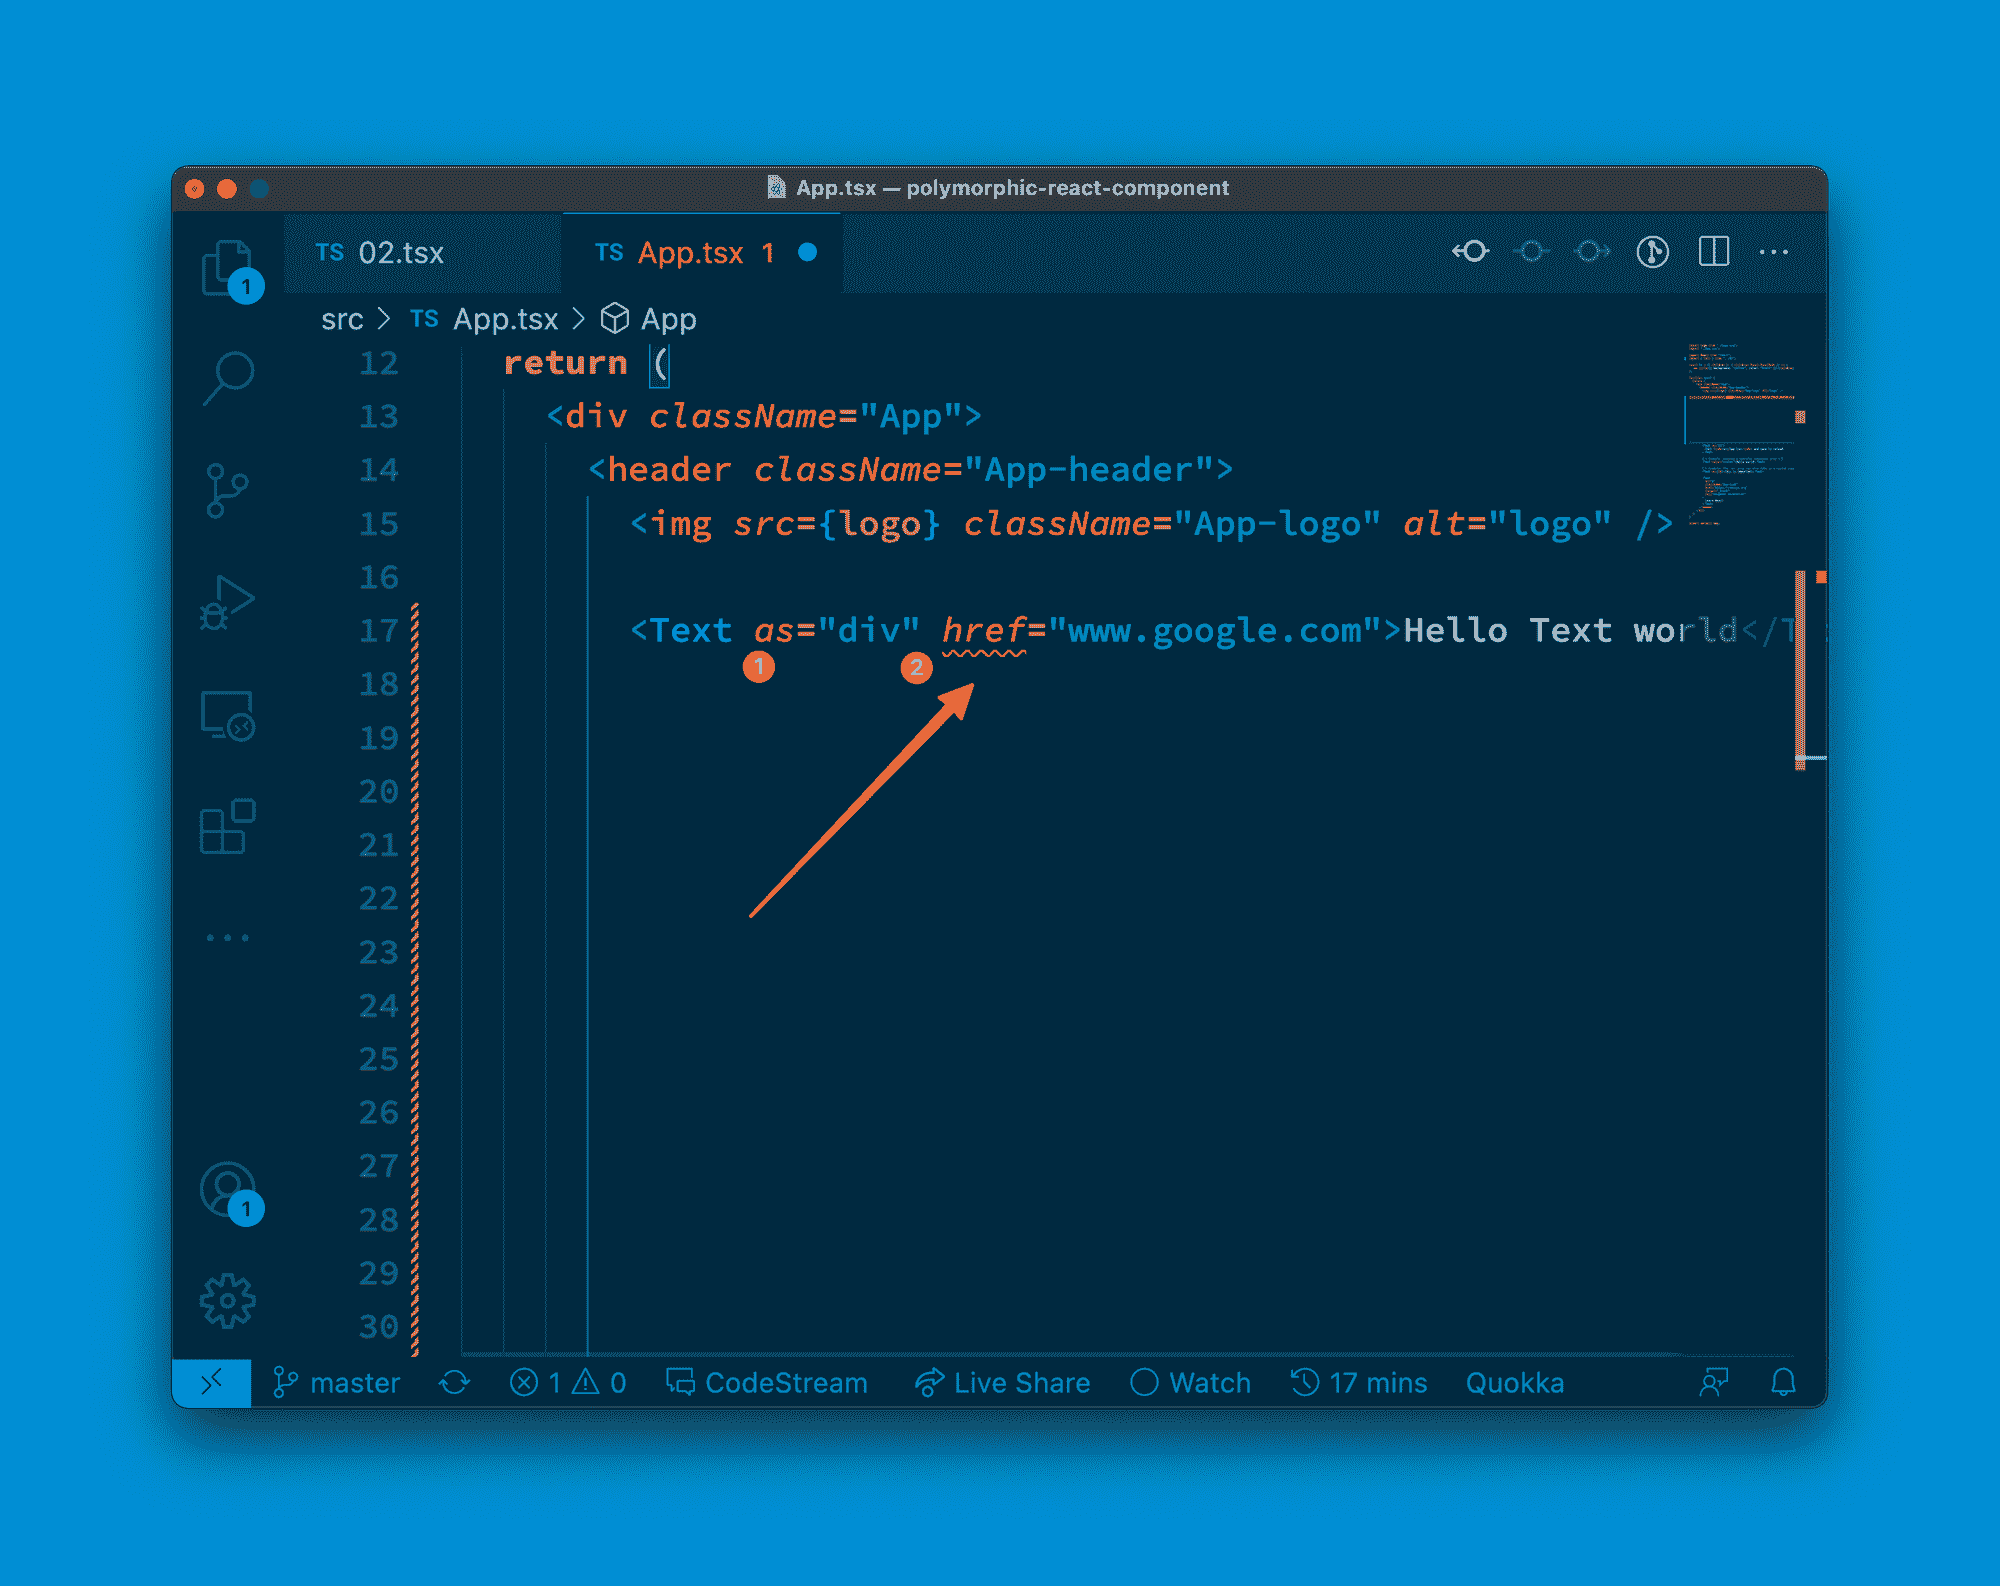 App.tsx — polymorphic-react-component
TS 02.tsx
TS App.tsx 1
1
src > TS App.tsx > App
12 return (
13 <div className="App">
14 <header className="App-header">
15 <img src={logo} className="App-logo" alt="logo" />
16
17 <Text as="div" href="www.google.com">Hello Text world</T
1 2
18
19
20
21
22
23
24
25
26
27
28
1
29
30
master 1 0 CodeStream Live Share Watch 17 mins Quokka